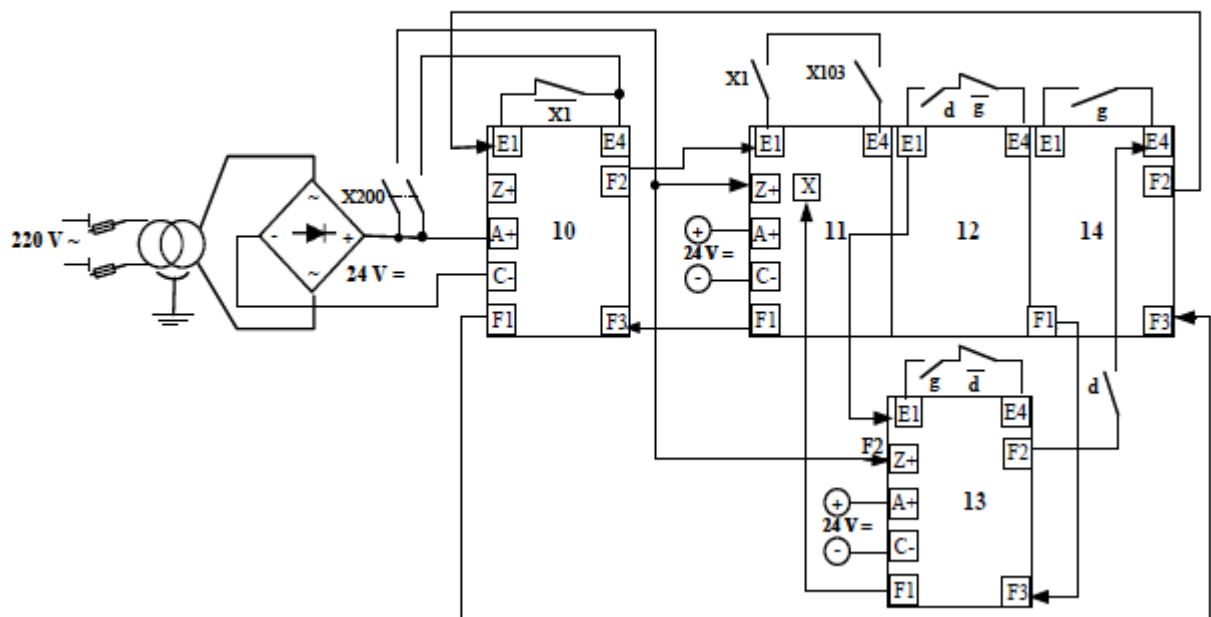 X1
X103
X1
d
g
g
E1
E4
E1
E4
E1
E4
E1
E4
F2
F2
Z+
Z+
X
X200
220 V ~
~
-
+
~
24 V =
A+
10
+
24 V =
-
A+
11
12
14
C-
C-
F1
F3
F1
F1
F3
g
d
d
E1
E4
F2
Z+
F2
+
24 V =
-
A+
13
C-
F1
F3